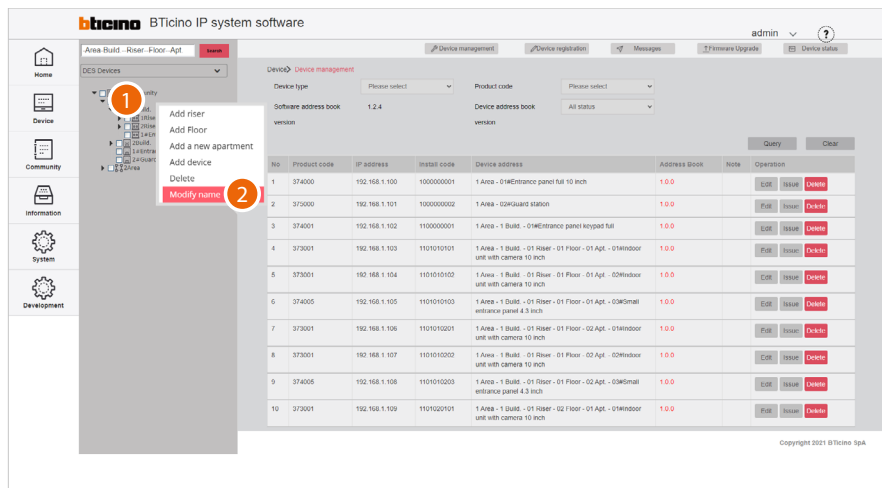 bticino BTicino IP system software
admin
?
Area-Build.--Riser--Floor--Apt. Search
Device management Device registration Messages Firmware Upgrade Device status
Home
Device
Community
Information
System
Development
DES Devices
1
2Build.
2Area
Add riser
Add Floor
Add a new apartment
Add device
Delete
Modify name 2
Device> Device management
Device type Please select Product code Please select
Software address book version 1.2.4 Device address book version All status
Query Clear
No Product code IP address Install code Device address Address Book Note Operation
1 374000 192.168.1.100 1000000001 1 Area - 01#Entrance panel full 10 inch 1.0.0 Edit Issue Delete
2 375000 192.168.1.101 1000000002 1 Area - 02#Guard station 1.0.0 Edit Issue Delete
3 374001 192.168.1.102 1100000001 1 Area - 1 Build. - 01#Entrance panel keypad full 1.0.0 Edit Issue Delete
4 373001 192.168.1.103 1101010101 1 Area - 1 Build. - 01 Riser - 01 Floor - 01 Apt. - 01#Indoor
unit with camera 10 inch 1.0.0 Edit Issue Delete
5 373001 192.168.1.104 1101010102 1 Area - 1 Build. - 01 Riser - 01 Floor - 01 Apt. - 02#Indoor
unit with camera 10 inch 1.0.0 Edit Issue Delete
6 374005 192.168.1.105 1101010103 1 Area - 1 Build. - 01 Riser - 01 Floor - 01 Apt. - 03#Small
entrance panel 4.3 inch 1.0.0 Edit Issue Delete
7 373001 192.168.1.106 1101010201 1 Area - 1 Build. - 01 Riser - 01 Floor - 02 Apt. - 01#Indoor
unit with camera 10 inch 1.0.0 Edit Issue Delete
8 373001 192.168.1.107 1101010202 1 Area - 1 Build. - 01 Riser - 01 Floor - 02 Apt. - 02#Indoor
unit with camera 10 inch 1.0.0 Edit Issue Delete
9 374005 192.168.1.108 1101010203 1 Area - 1 Build. - 01 Riser - 01 Floor - 02 Apt. - 03#Small
entrance panel 4.3 inch 1.0.0 Edit Issue Delete
10 373001 192.168.1.109 1101020101 1 Area - 1 Build. - 01 Riser - 02 Floor - 01 Apt. - 01#Indoor
unit with camera 10 inch 1.0.0 Edit Issue Delete
Copyright 2021 BTicino SpA